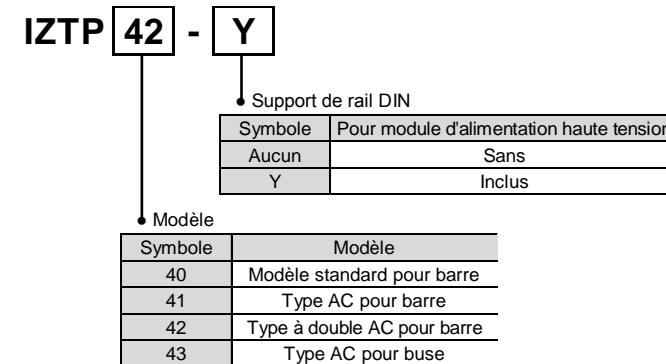 IZTP 42 - Y
Support de rail DIN
Symbole Pour module d'alimentation haute tension
Aucun Sans
Y Inclus
Modèle
Symbole Modèle
40 Modèle standard pour barre
41 Type AC pour barre
42 Type à double AC pour barre
43 Type AC pour buse